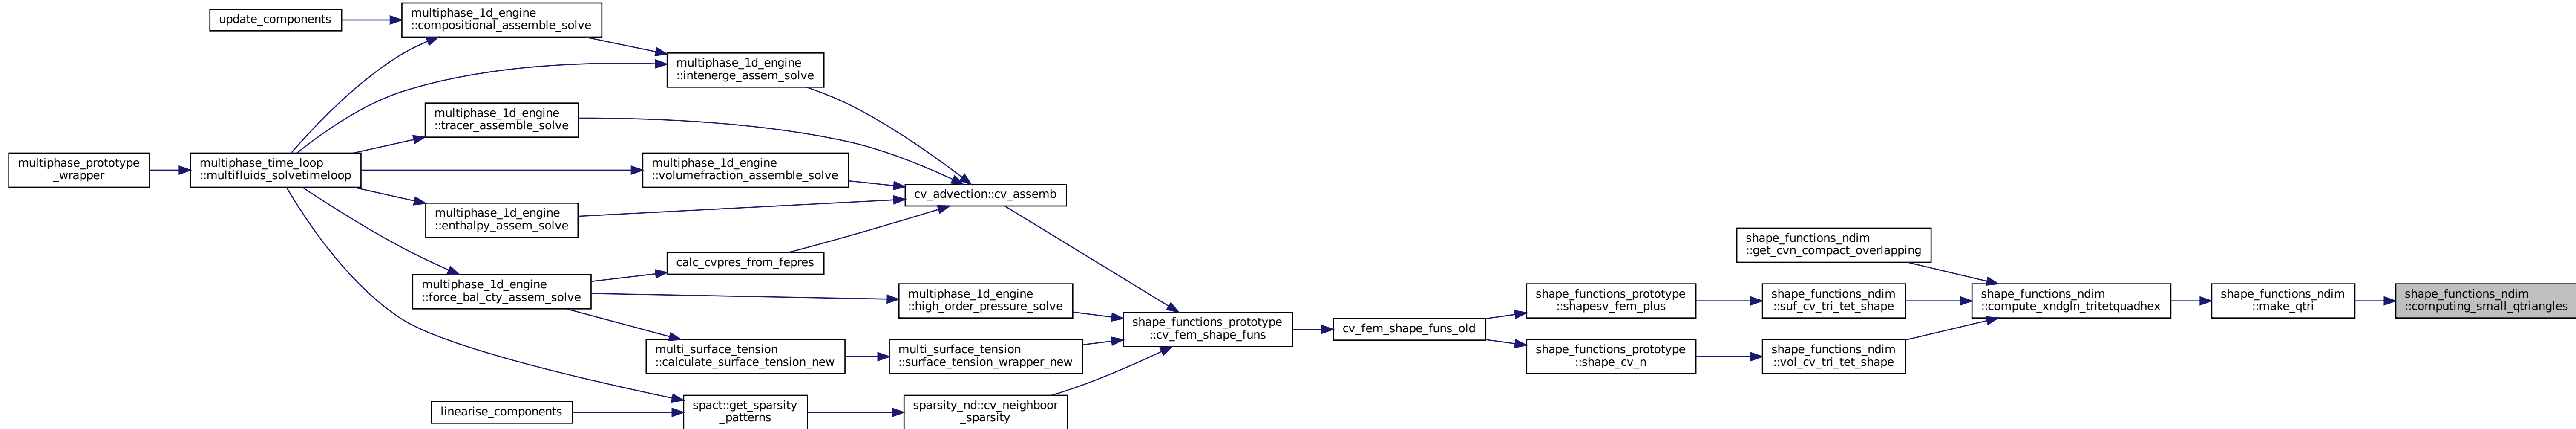 update_components
multiphase_1d_engine
::compositional_assemble_solve
multiphase_1d_engine
::intenerge_assem_solve
multiphase_1d_engine
::tracer_assemble_solve
multiphase_prototype
_wrapper
multiphase_time_loop
::multifluids_solvetimeloop
multiphase_1d_engine
::volumefraction_assemble_solve
cv_advection::cv_assemb
multiphase_1d_engine
::enthalpy_assem_solve
calc_cvpres_from_fepres
multiphase_1d_engine
::force_bal_cty_assem_solve
multiphase_1d_engine
::high_order_pressure_solve
multi_surface_tension
::calculate_surface_tension_new
multi_surface_tension
::surface_tension_wrapper_new
linearise_components
spact::get_sparsity
_patterns
sparsity_nd::cv_neighboor
_sparsity
shape_functions_prototype
::cv_fem_shape_funs
cv_fem_shape_funs_old
shape_functions_prototype
::shapesv_fem_plus
shape_functions_prototype
::shape_cv_n
shape_functions_ndim
::get_cvn_compact_overlapping
shape_functions_ndim
::suf_cv_tri_tet_shape
shape_functions_ndim
::vol_cv_tri_tet_shape
shape_functions_ndim
::compute_xndgln_tritetquadhex
shape_functions_ndim
::make_qtri
shape_functions_ndim
::computing_small_qtriangles